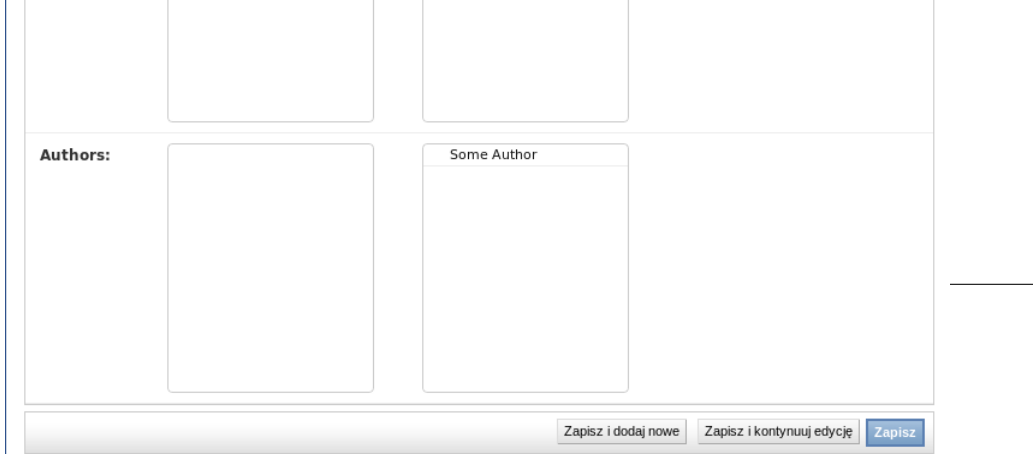 Authors:
Some Author
Zapisz i dodaj nowe
Zapisz i kontynuuj edycję
Zapisz